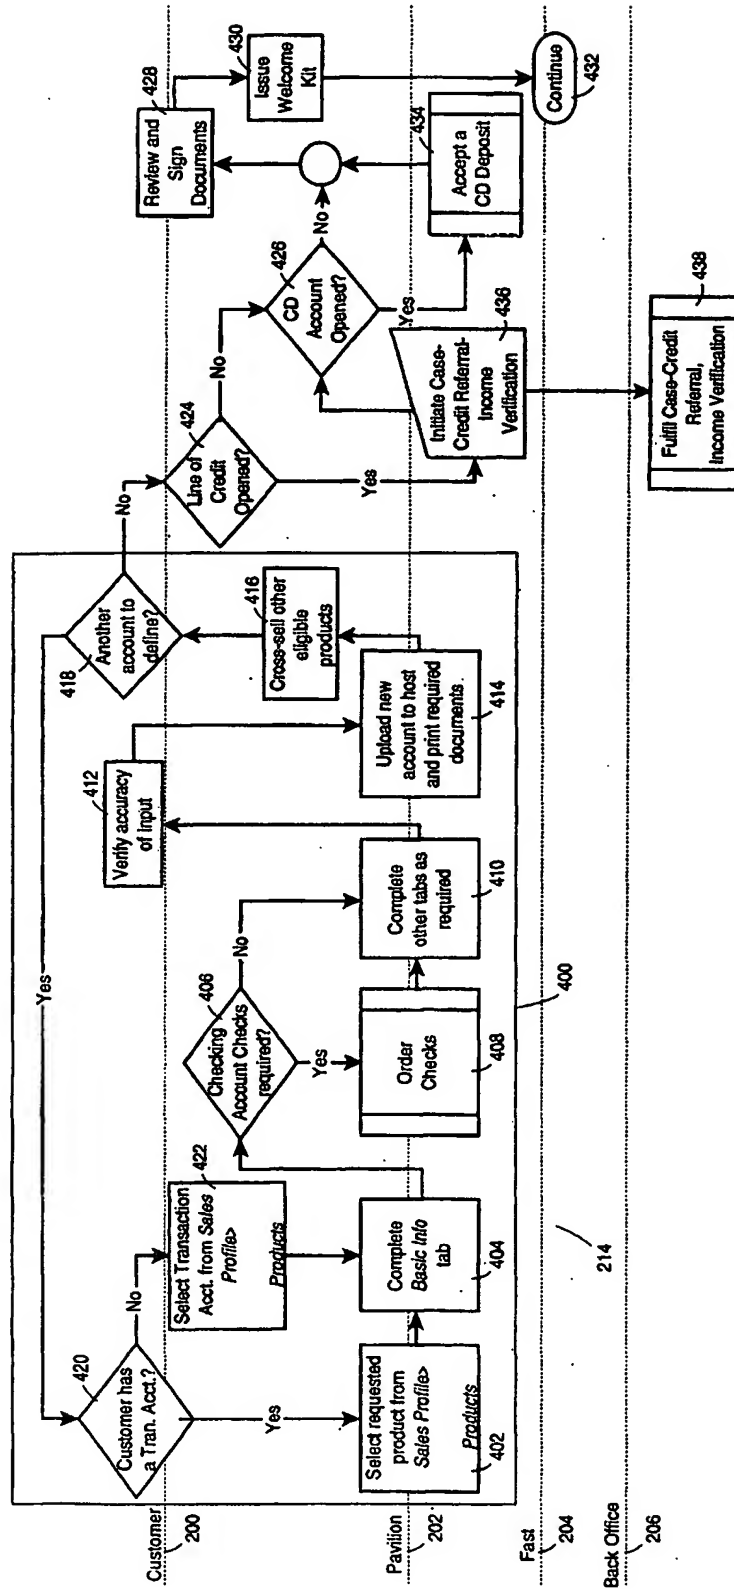 Customer
200
Pavilion
202
Fast
204
Back Office
206
420
Customer has
a Tran. Acct.?
Yes
No
Select requested
product from
Sales Profile>
Products
402
Select Transaction
Acct. from Sales
Profile>
Products
422
Complete
Basic Info
tab
404
Checking
Account Checks
required?
406
Yes
No
Order
Checks
408
Complete
other tabs as
required
410
412
Verify accuracy
of Input
Upload new
account to host
and print required
documents
414
416
Cross-sell other
eligible
products
418
Another
account to
define?
Yes
No
400
214
424
Line of
Credit
Opened?
No
Yes
Initiate Case-
Credit Referral-
Income
Verification
436
426
CD
Account
Opened?
No
Yes
Accept a
CD Deposit
434
Review and
Sign
Documents
428
Issue
Welcome
Kit
430
Continue
432
Fulfil Case-Credit
Referral,
Income Verification
438